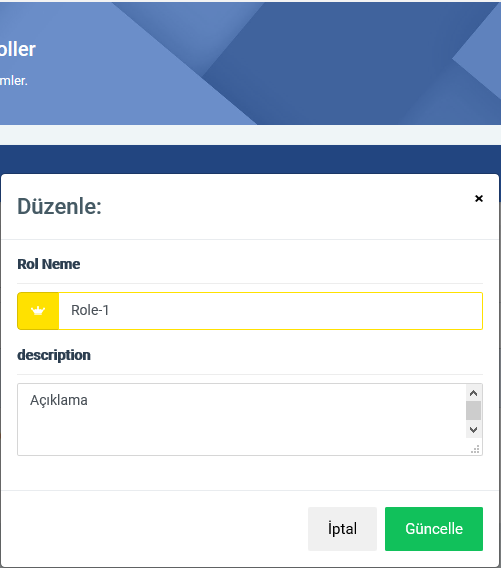 oller
mler.
Düzenle:
×
Rol Neme
Role-1
description
Açıklama
İptal
Güncelle